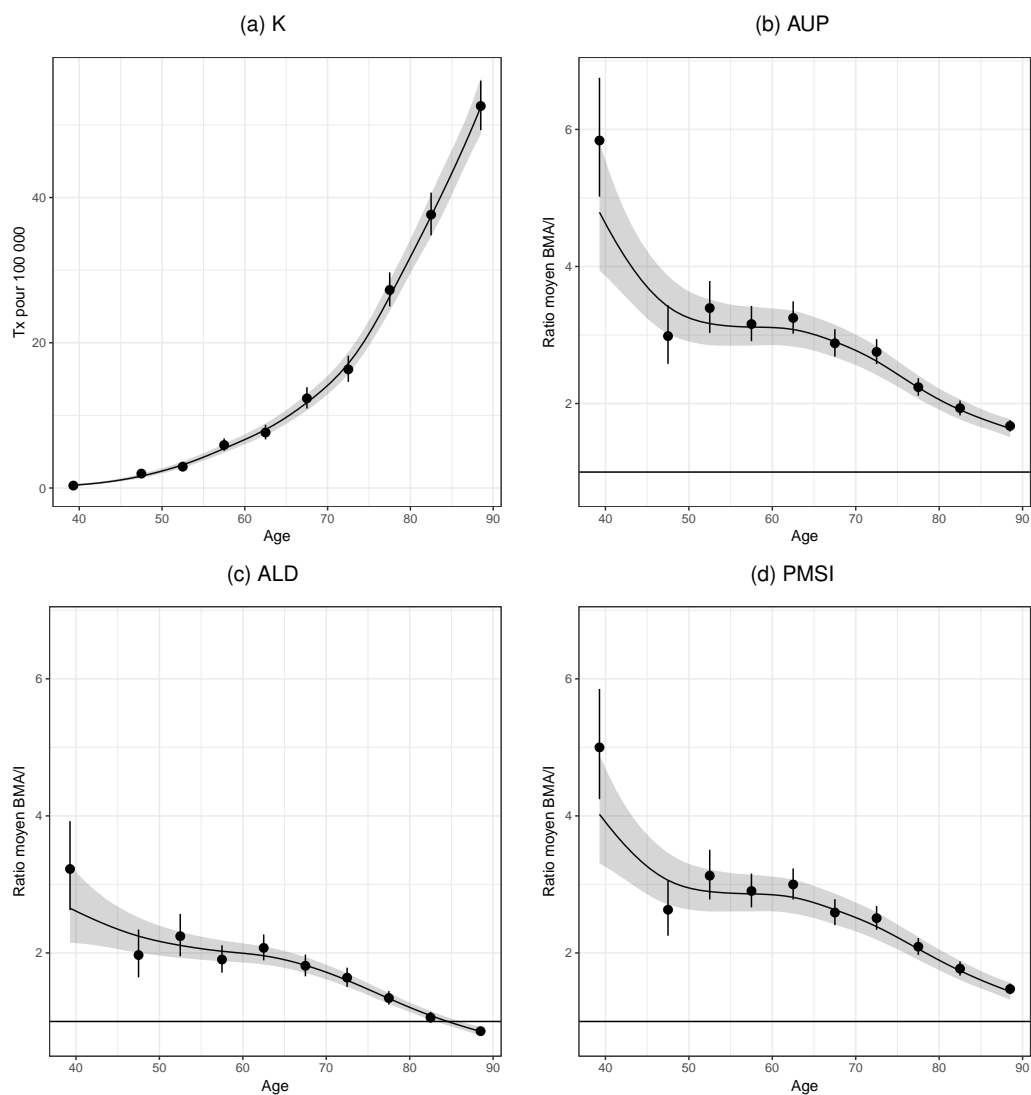 (a) K
Tx pour 100 000
40
20
0
40 50 60 70 80 90
Age
(b) AUP
Ratio moyen BMA/I
6
4
2
40 50 60 70 80 90
Age
(c) ALD
Ratio moyen BMA/I
6
4
2
40 50 60 70 80 90
Age
(d) PMSI
Ratio moyen BMA/I
6
4
2
40 50 60 70 80 90
Age